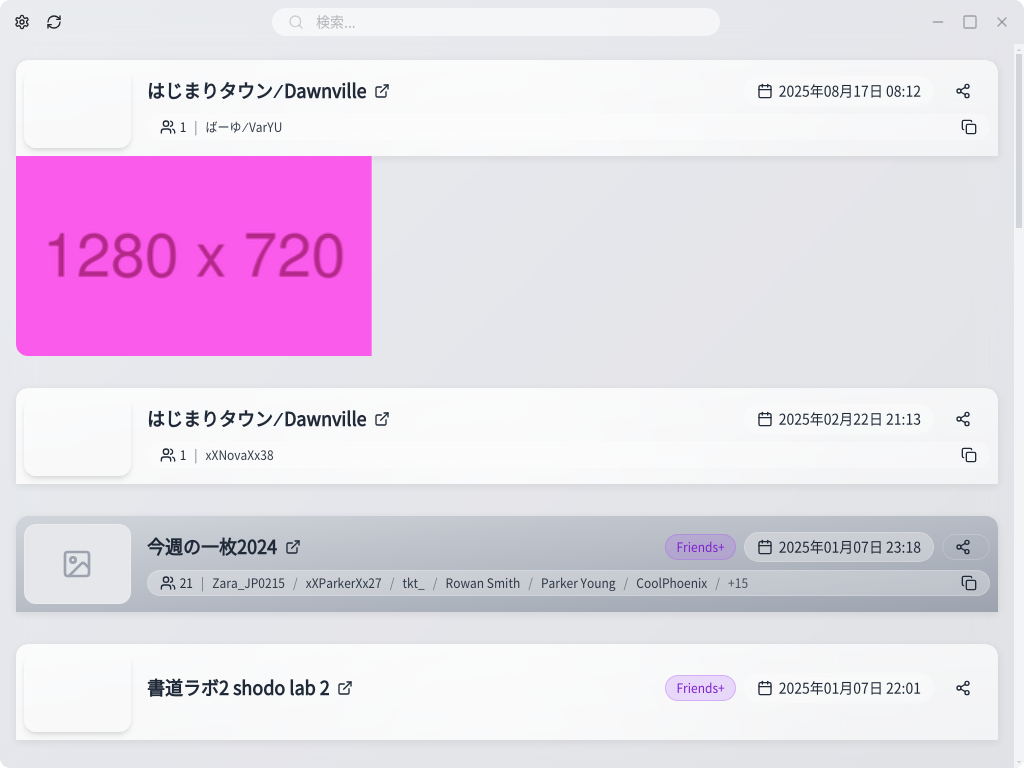 検索...
はじまりタウン⁄Dawnville 2025年08月17日 08:12
1 | ばーゆ⁄VarYU
1280 x 720
はじまりタウン⁄Dawnville 2025年02月22日 21:13
1 | xXNovaXx38
今週の一枚2024 Friends+ 2025年01月07日 23:18
21 | Zara_JP0215 / xXParkerXx27 / tkt_ / Rowan Smith / Parker Young / CoolPhoenix / +15
書道ラボ2 shodo lab 2 Friends+ 2025年01月07日 22:01